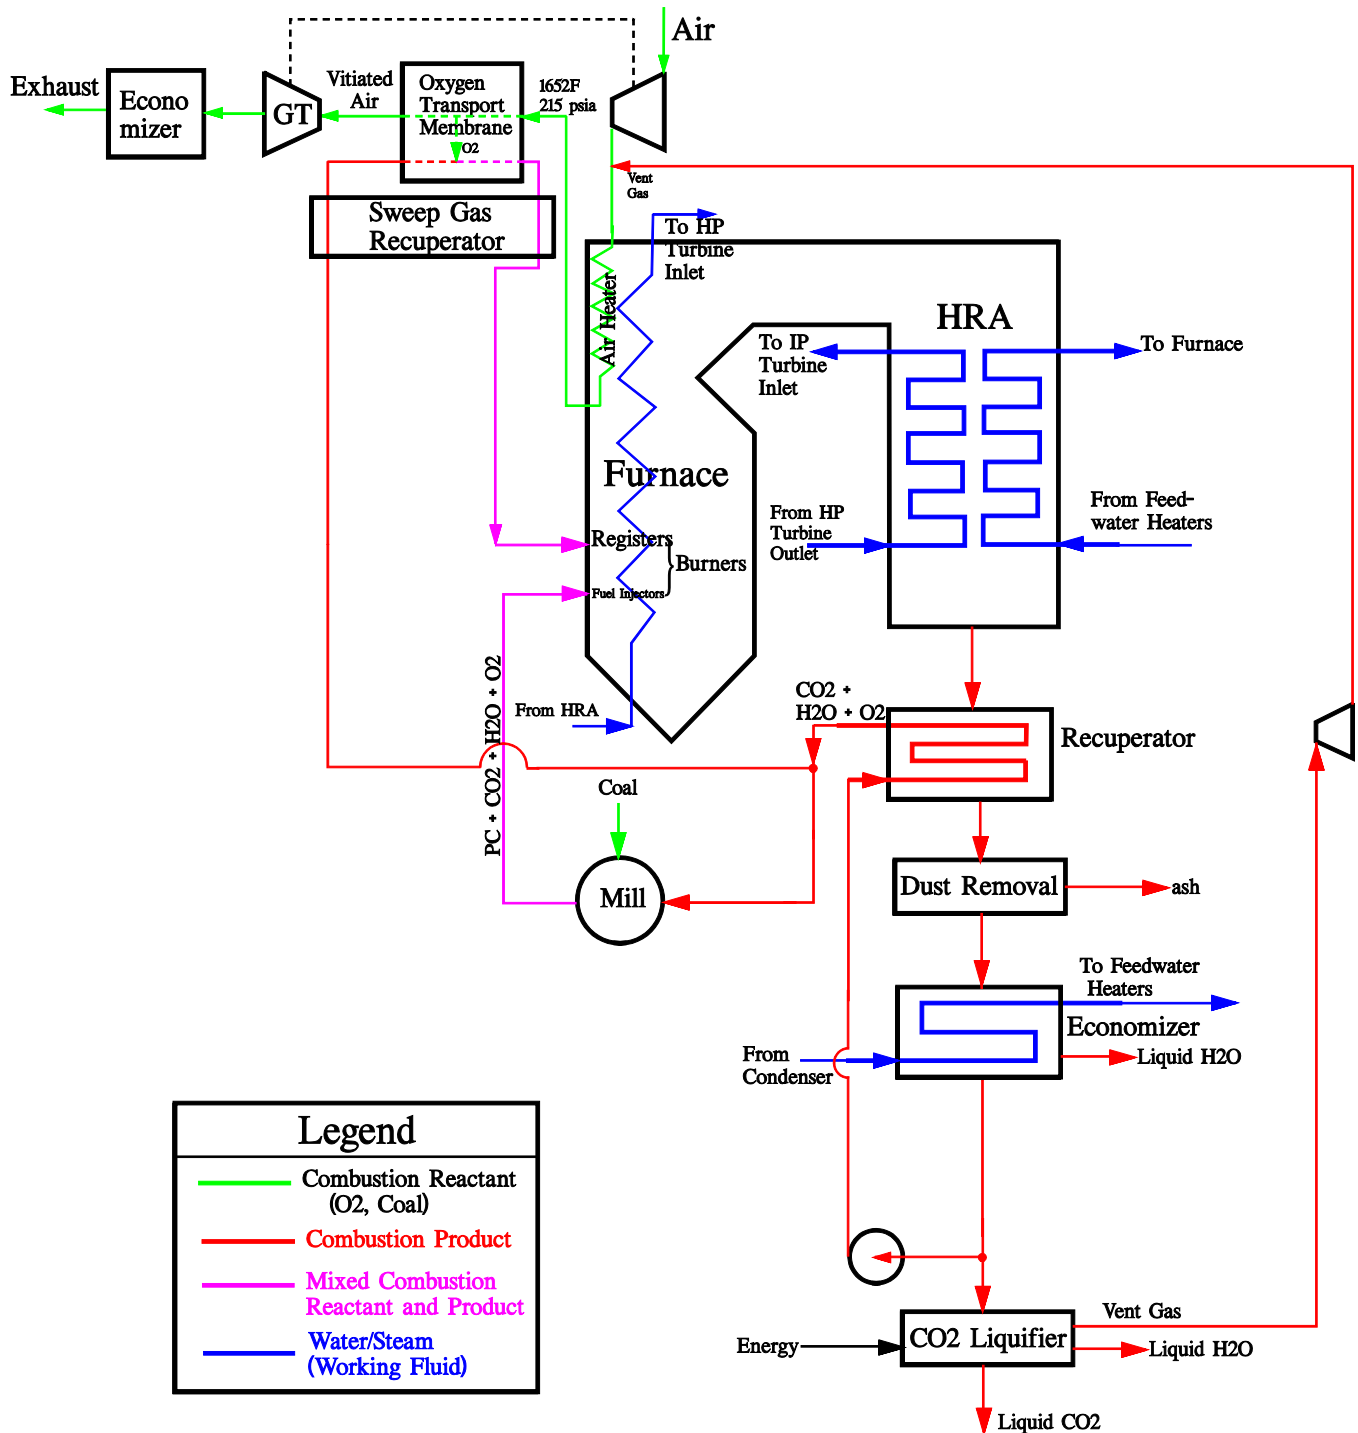 Air
Exhaust
Econo
mizer
GT
Vitiated
Air
Oxygen
Transport
Membrane
O2
1652F
215 psia
Vent
Gas
Sweep Gas
Recuperator
To HP
Turbine
Inlet
Air Heater
HRA
To IP
Turbine
Inlet
To Furnace
Furnace
From HP
Turbine
Outlet
From Feed-
water Heaters
Registers
Burners
Fuel Injectors
From HRA
PC + CO2 + H2O + O2
CO2 +
H2O + O2
Recuperator
Coal
Mill
Dust Removal
ash
To Feedwater
Heaters
Economizer
From
Condenser
Liquid H2O
Legend
Combustion Reactant
(O2, Coal)
Combustion Product
Mixed Combustion
Reactant and Product
Water/Steam
(Working Fluid)
Vent Gas
Energy
CO2 Liquifier
Liquid H2O
Liquid CO2